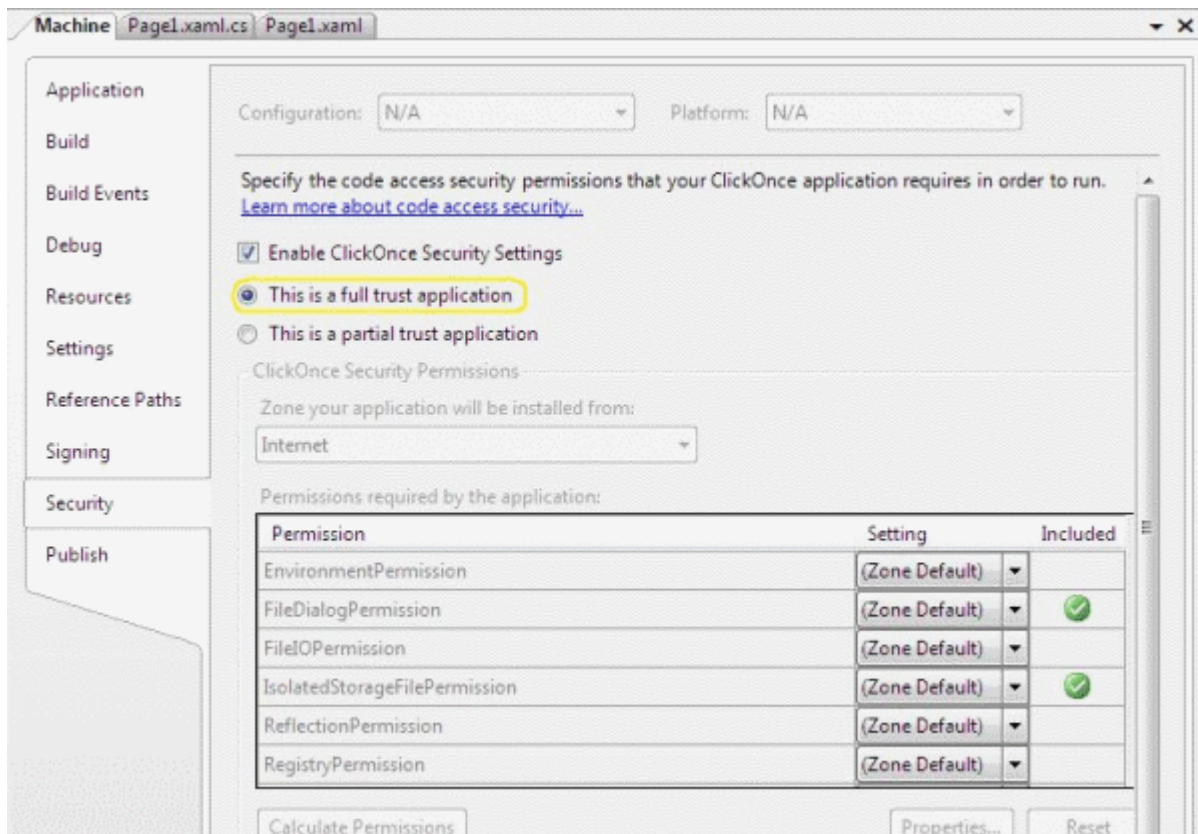 Machine Page1.xaml.cs Page1.xaml
Application
Build
Build Events
Debug
Resources
Settings
Reference Paths
Signing
Security
Publish
Configuration: N/A Platform: N/A
Specify the code access security permissions that your ClickOnce application requires in order to run.
Learn more about code access security...
Enable ClickOnce Security Settings
This is a full trust application
This is a partial trust application
ClickOnce Security Permissions
Zone your application will be installed from:
Internet
Permissions required by the application:
Permission Setting Included
EnvironmentPermission (Zone Default)
FileDialogPermission (Zone Default)
FileIOPermission (Zone Default)
IsolatedStorageFilePermission (Zone Default)
ReflectionPermission (Zone Default)
RegistryPermission (Zone Default)
Calculate Permissions Properties... Reset